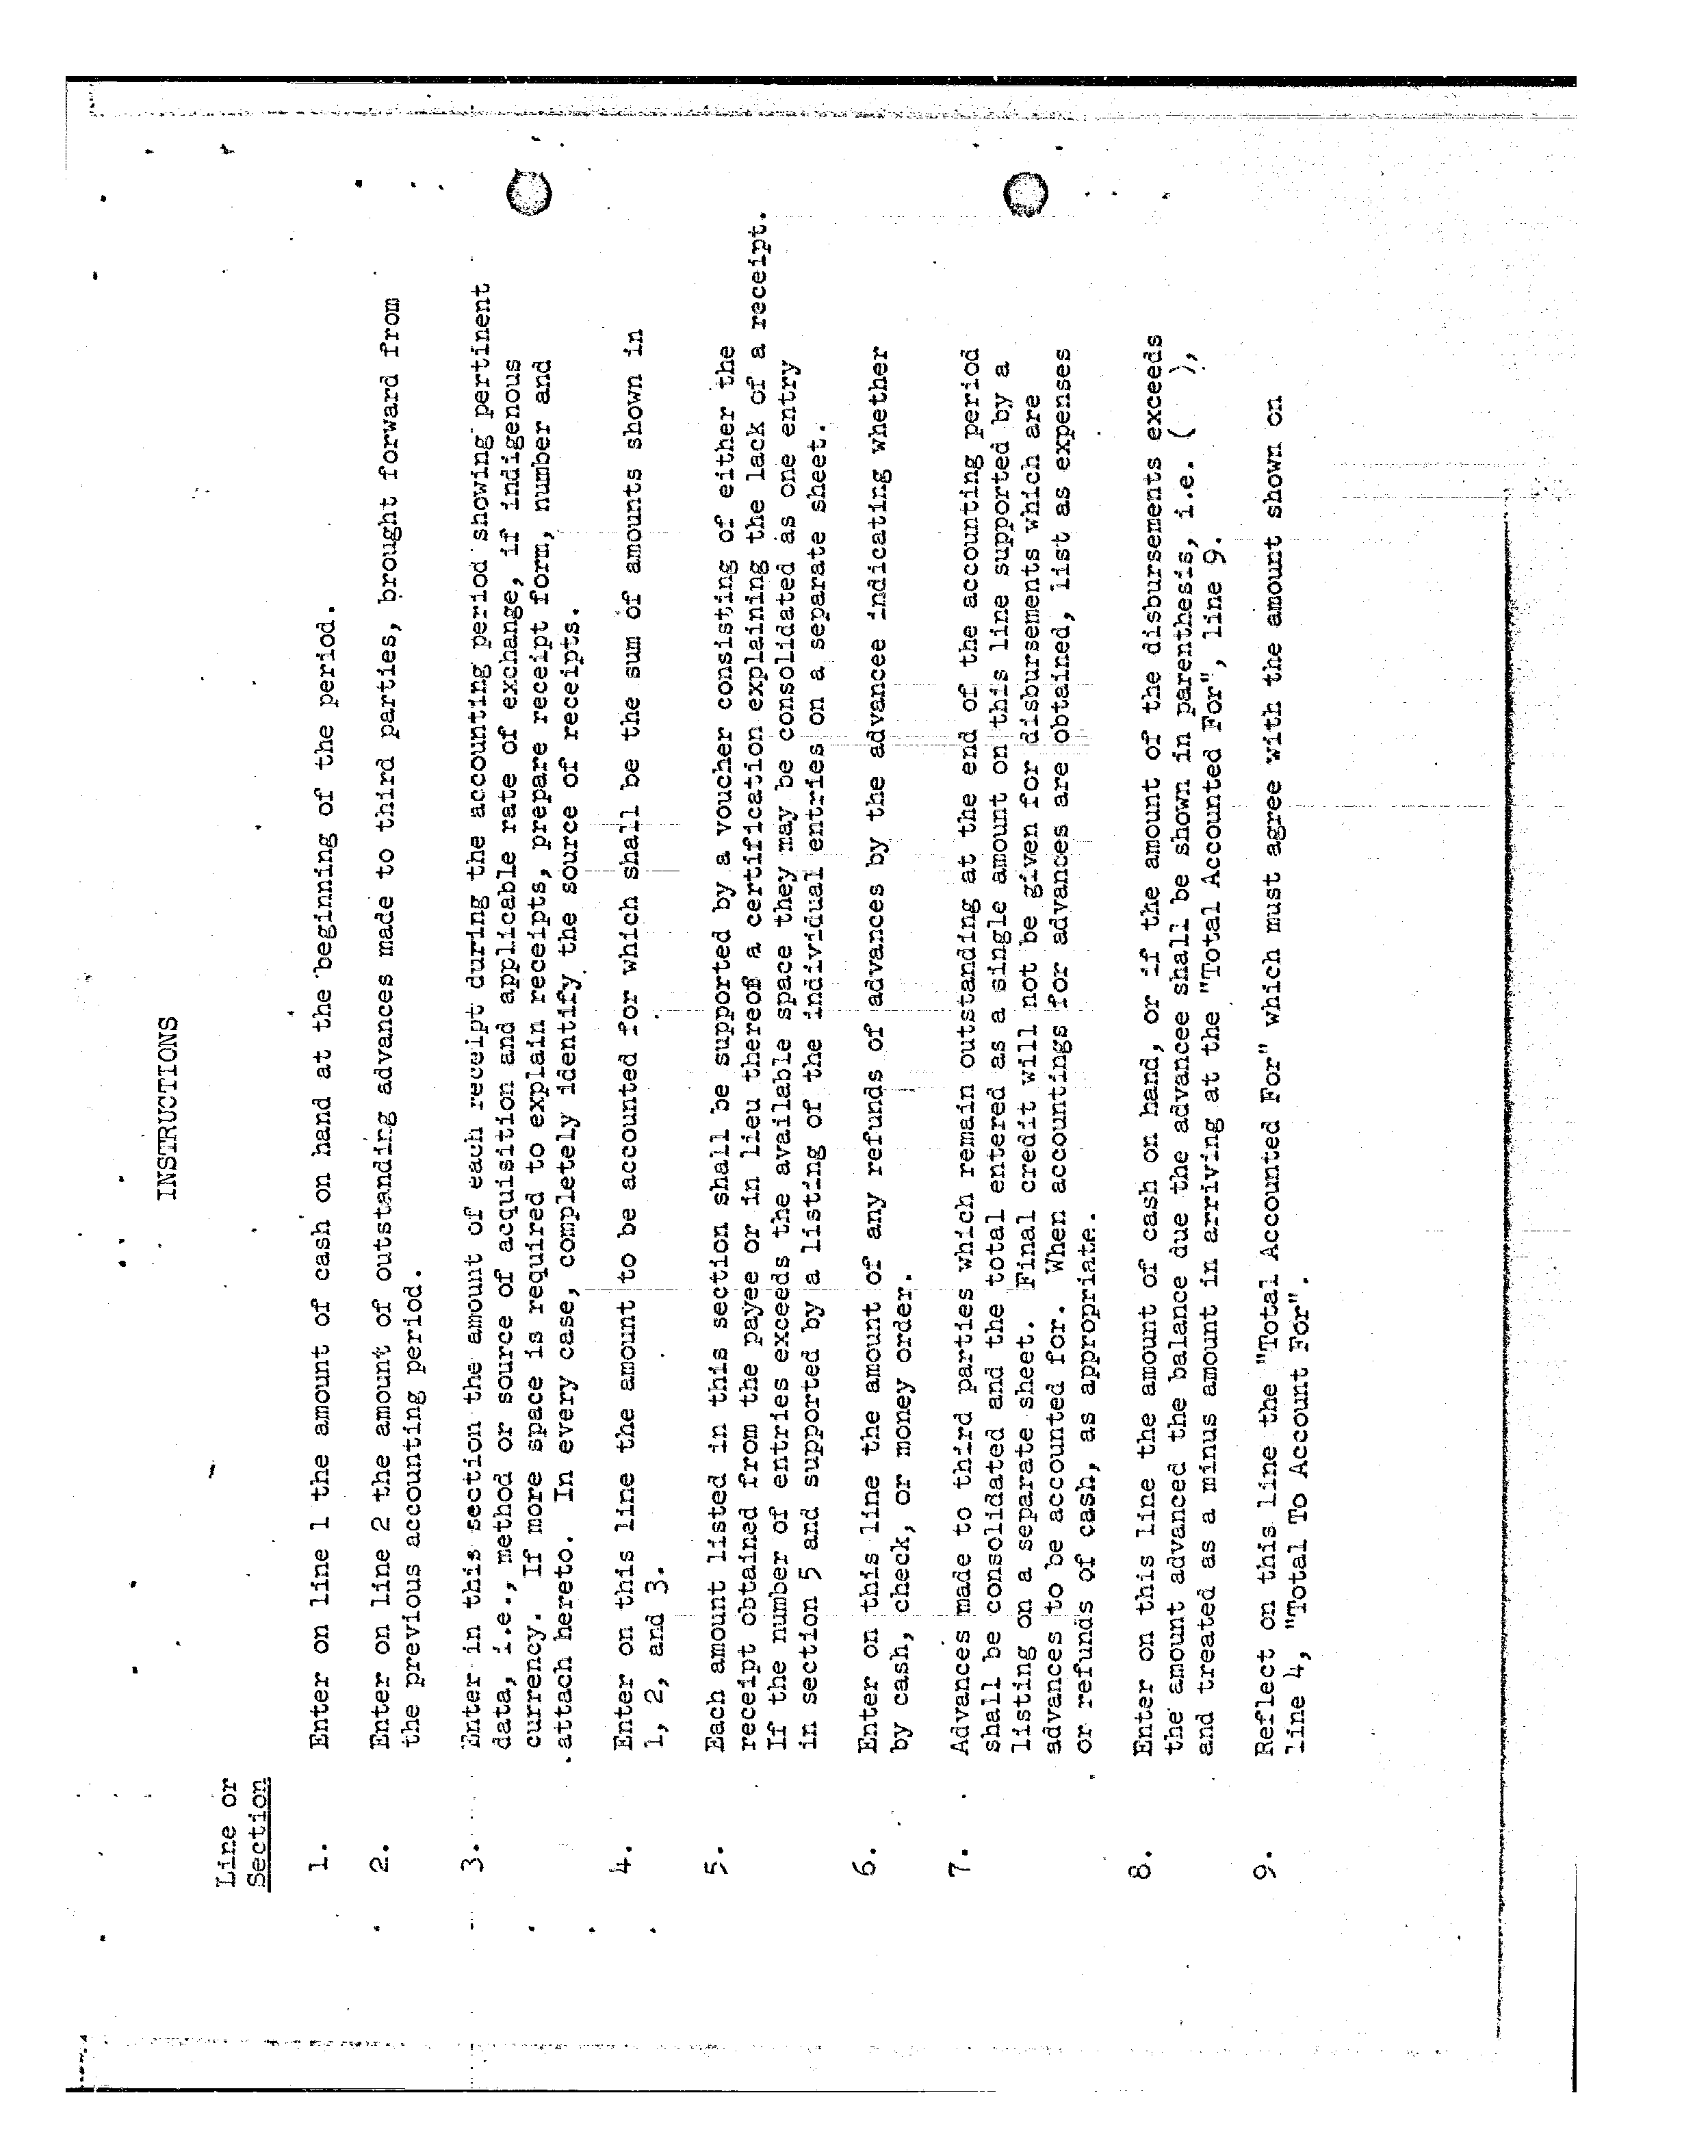 INSTRUCTIONS
Line or
Section
1. Enter on line 1 the amount of cash on hand at the beginning of the period.
2. Enter on line 2 the amount of outstanding advances made to third parties, brought forward from
the previous accounting period.
3. Enter in this section the amount of each receipt during the accounting period showing pertinent
data, i.e., method or source of acquisition and applicable rate of exchange, if indigenous
currency. If more space is required to explain receipts, prepare receipt form, number and
attach hereto. In every case, completely identify the source of receipts.
4. Enter on this line the amount to be accounted for which shall be the sum of amounts shown in
1, 2, and 3.
5. Each amount listed in this section shall be supported by a voucher consisting of either the
receipt obtained from the payee or in lieu thereof a certification explaining the lack of a receipt.
If the number of entries exceeds the available space they may be consolidated as one entry
in section 5 and supported by a listing of the individual entries on a separate sheet.
6. Enter on this line the amount of any refunds of advances by the advancee indicating whether
by cash, check, or money order.
7. Advances made to third parties which remain outstanding at the end of the accounting period
shall be consolidated and the total entered as a single amount on this line supported by a
listing on a separate sheet. Final credit will not be given for disbursements which are
advances to be accounted for. When accountings for advances are obtained, list as expenses
or refunds of cash, as appropriate.
8. Enter on this line the amount of cash on hand, or if the amount of the disbursements exceeds
the amount advanced the balance due the advancee shall be shown in parenthesis, i.e. ( ),
and treated as a minus amount in arriving at the "Total Accounted For", line 9.
9. Reflect on this line the "Total Accounted For" which must agree with the amount shown on
line 4, "Total To Account For".